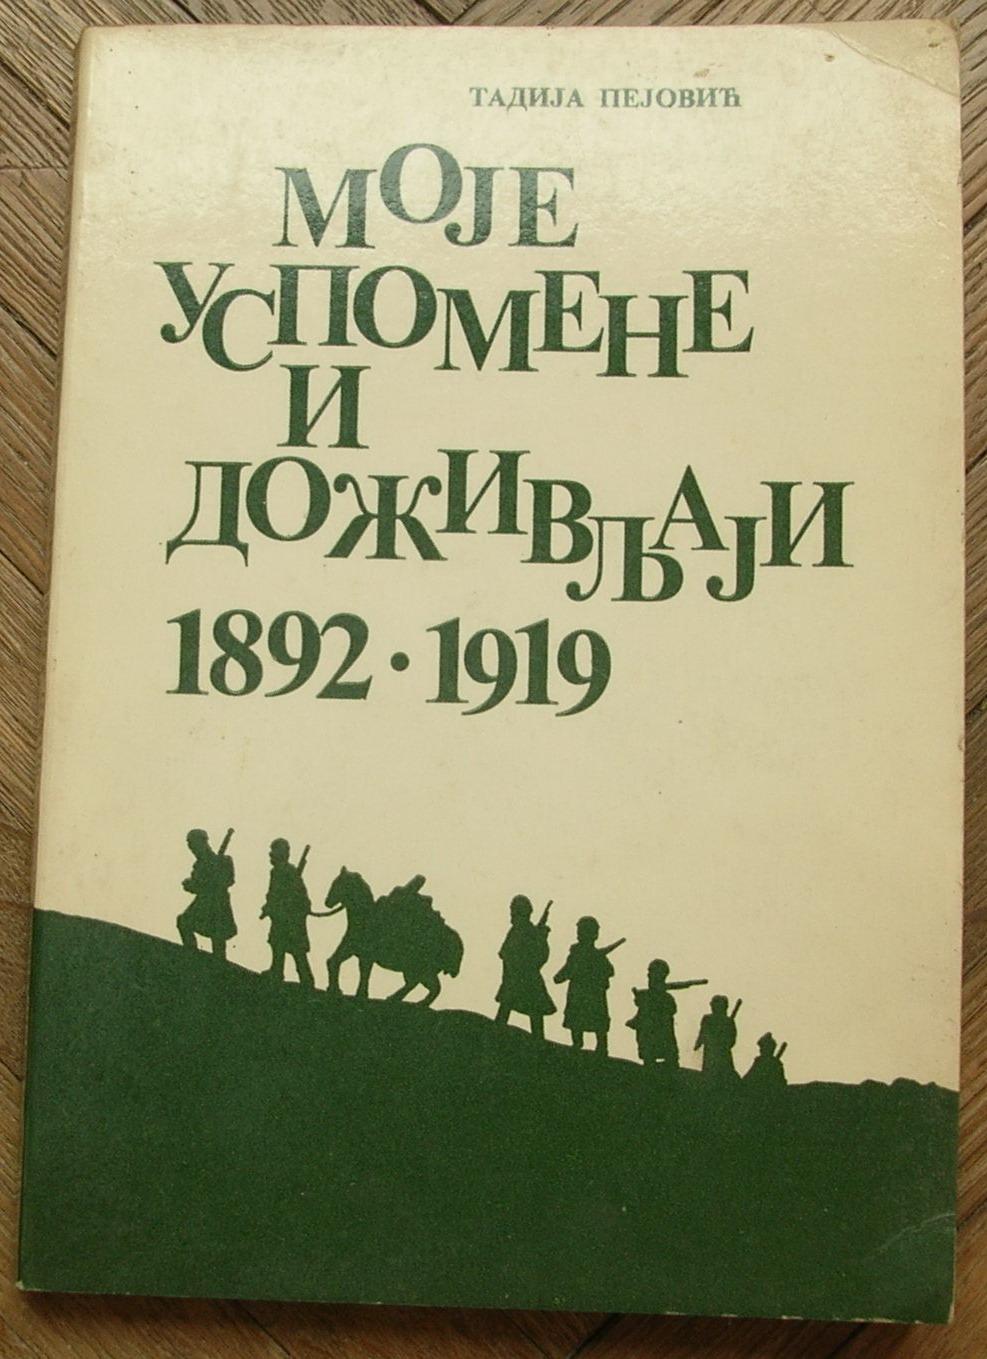 ТАДИЈА ПЕЈОВИЋ
МОЈЕ
УСПОМЕНЕ
И
ДОЖИВЉАЈИ
1892 · 1919